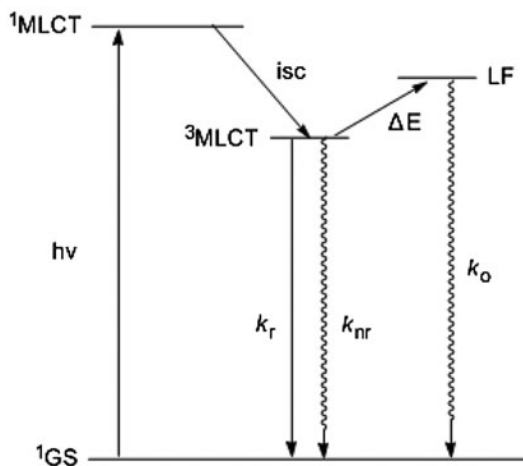 ¹MLCT
isc
LF
³MLCT
ΔE
hν
kᵣ
kₙᵣ
kₒ
¹GS